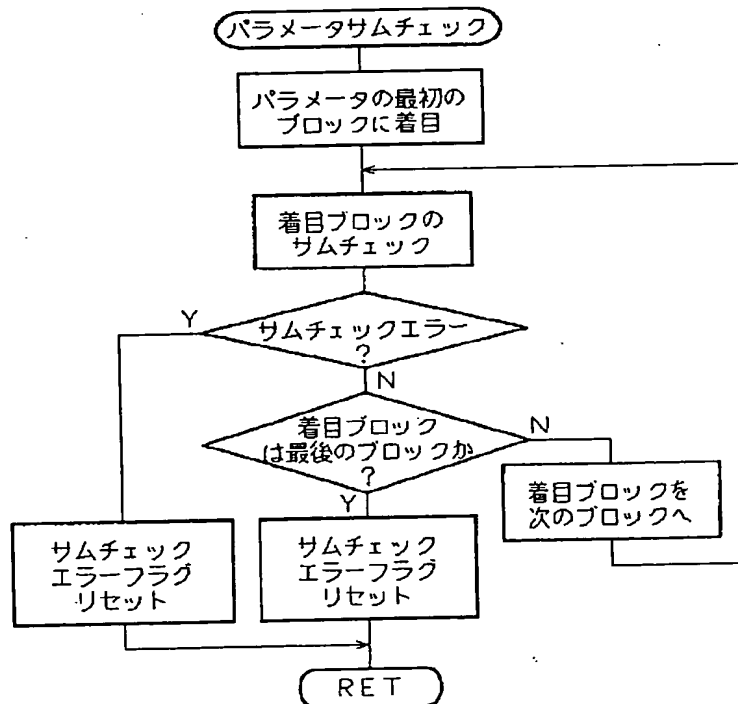 パラメータサムチェック
パラメータの最初の
ブロックに着目
着目ブロックの
サムチェック
Y
サムチェックエラー
?
N
着目ブロック
は最後のブロックか
?
N
Y
着目ブロックを
次のブロックへ
サムチェック
エラーフラグ
リセット
サムチェック
エラーフラグ
リセット
RET